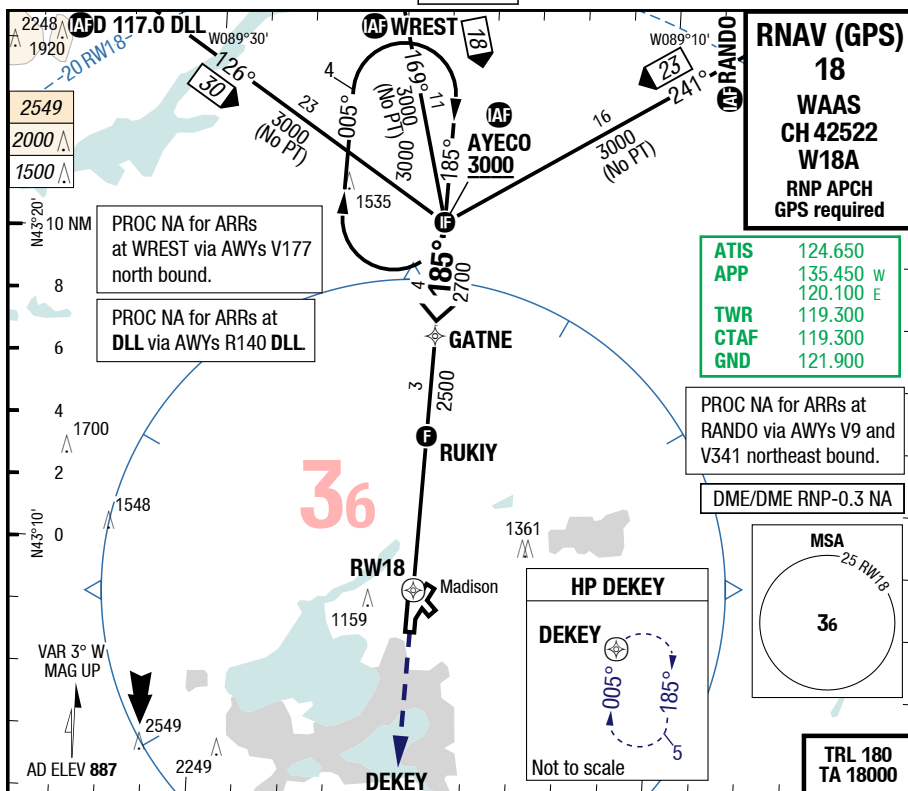 2248
1920
IAF D 117.0 DLL
W089°30'
20 RW18
IAF WREST
18
W089°10'
IAF RANDO
RNAV (GPS)
18
WAAS
CH 42522
W18A
RNP APCH
GPS required
2549
2000
1500
126°
30
23
3000
(No PT)
4
005°
169°
11
3000
(No PT)
185°
IAF
AYECO
3000
23
241°
16
3000
(No PT)
1535
IF
N43°20'
10 NM
8
6
4
2
0
N43°10'
PROC NA for ARRs
at WREST via AWYs V177
north bound.
PROC NA for ARRs at
DLL via AWYs R140 DLL.
185°
4
2700
GATNE
3
2500
F
RUKIY
ATIS 124.650
APP 135.450 W
120.100 E
TWR 119.300
CTAF 119.300
GND 121.900
PROC NA for ARRs at
RANDO via AWYs V9 and
V341 northeast bound.
DME/DME RNP-0.3 NA
1700
1548
36
1361
RW18
Madison
1159
MSA
25 RW18
36
HP DEKEY
DEKEY
005°
185°
5
Not to scale
VAR 3° W
MAG UP
AD ELEV 887
2549
2249
DEKEY
TRL 180
TA 18000